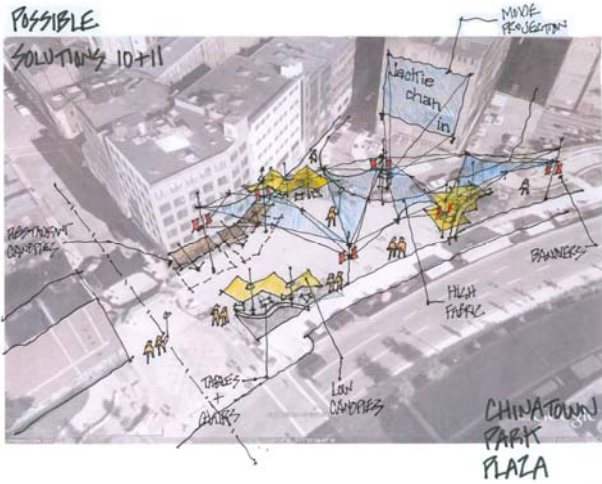 POSSIBLE
SOLUTIONS 10+11
MOVIE
PROJECTION
Jackie
chan
in
RESTAURANT
CANOPIES
BANNERS
HIGH
FABRIC
TABLES
+
CHAIRS
LOW
CANOPIES
CHINATOWN
PARK
PLAZA